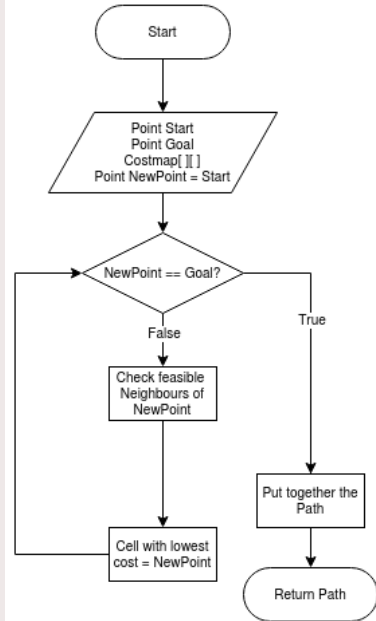 Start
Point Start
Point Goal
Costmap[ ][ ]
Point NewPoint = Start
NewPoint == Goal?
False
True
Check feasible
Neighbours of
NewPoint
Put together the
Path
Cell with lowest
cost = NewPoint
Return Path